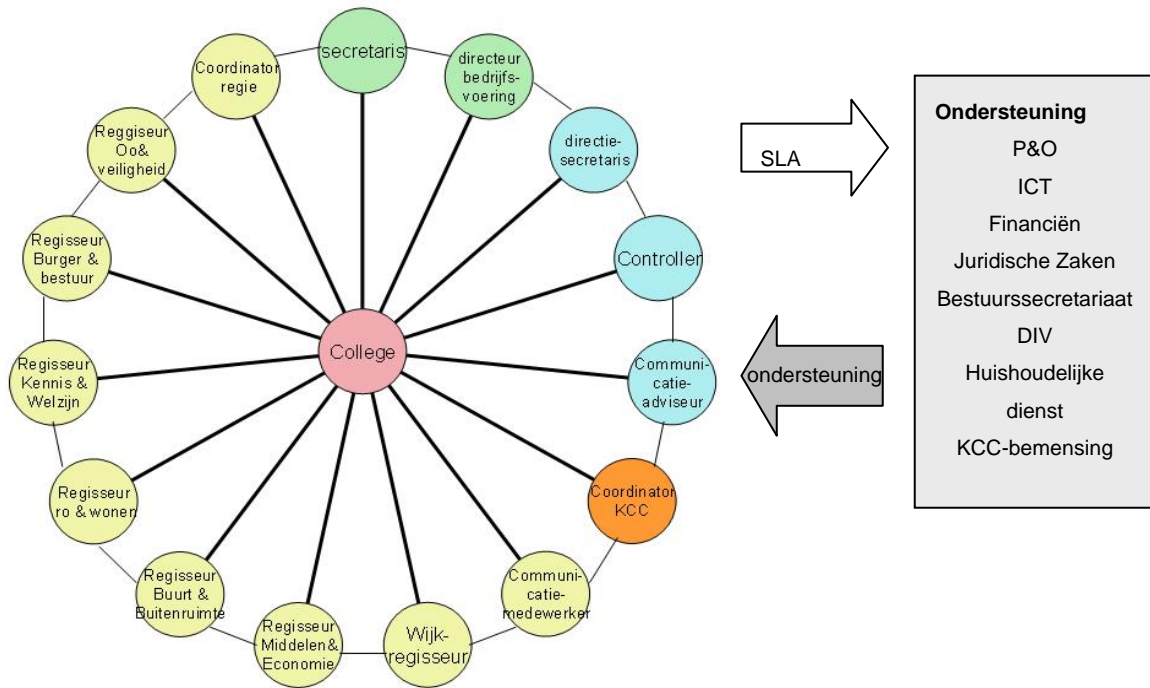 secretaris
directeur
bedrijfs-
voering
directie-
secretaris
Controller
Communi-
catie-
adviseur
Coordinator
KCC
Communi-
catie-
medewerker
Wijk-
regisseur
Regisseur
Middelen &
Economie
Regisseur
Buurt &
Buitenruimte
Regisseur
ro & wonen
Regisseur
Kennis &
Welzijn
Regisseur
Burger &
bestuur
Reggiseur
Oo&
veiligheid
Coordinator
regie
College
SLA
ondersteuning
Ondersteuning
P&O
ICT
Financiën
Juridische Zaken
Bestuurssecretariaat
DIV
Huishoudelijke
dienst
KCC-bemensing